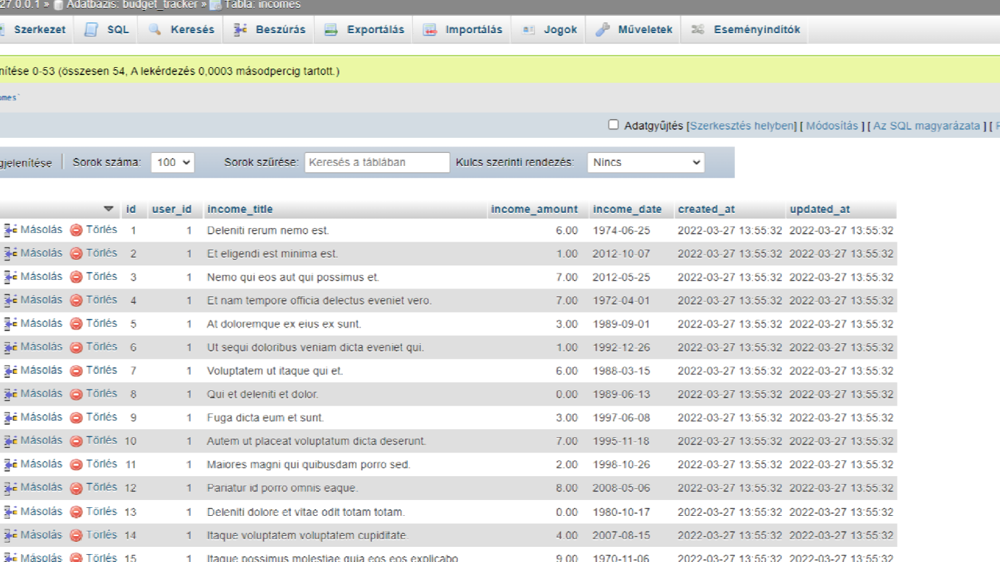 27.0.0.1 » Adatbázis: budget_tracker » Tábla: incomes
Szerkezet SQL Keresés Beszúrás Exportálás Importálás Jogok Műveletek Eseményindítók
nítése 0-53 (összesen 54, A lekérdezés 0,0003 másodpercig tartott.)
omes`
Adatgyűjtés [Szerkesztés helyben] [ Módosítás ] [ Az SQL magyarázata ] [
gjelenítése Sorok száma: 100 Sorok szűrése: Keresés a táblában Kulcs szerinti rendezés: Nincs
id user_id income_title income_amount income_date created_at updated_at
Másolás Törlés 1 1 Deleniti rerum nemo est. 6.00 1974-06-25 2022-03-27 13:55:32 2022-03-27 13:55:32
Másolás Törlés 2 1 Et eligendi est minima est. 1.00 2012-10-07 2022-03-27 13:55:32 2022-03-27 13:55:32
Másolás Törlés 3 1 Nemo qui eos aut qui possimus et. 7.00 2012-05-25 2022-03-27 13:55:32 2022-03-27 13:55:32
Másolás Törlés 4 1 Et nam tempore officia delectus eveniet vero. 7.00 1972-04-01 2022-03-27 13:55:32 2022-03-27 13:55:32
Másolás Törlés 5 1 At doloremque ex eius ex sunt. 3.00 1989-09-01 2022-03-27 13:55:32 2022-03-27 13:55:32
Másolás Törlés 6 1 Ut sequi doloribus veniam dicta eveniet qui. 1.00 1992-12-26 2022-03-27 13:55:32 2022-03-27 13:55:32
Másolás Törlés 7 1 Voluptatem ut itaque qui et. 6.00 1988-03-15 2022-03-27 13:55:32 2022-03-27 13:55:32
Másolás Törlés 8 1 Qui et deleniti et dolor. 0.00 1989-06-13 2022-03-27 13:55:32 2022-03-27 13:55:32
Másolás Törlés 9 1 Fuga dicta eum et sunt. 3.00 1997-06-08 2022-03-27 13:55:32 2022-03-27 13:55:32
Másolás Törlés 10 1 Autem ut placeat voluptatum dicta deserunt. 7.00 1995-11-18 2022-03-27 13:55:32 2022-03-27 13:55:32
Másolás Törlés 11 1 Maiores magni qui quibusdam porro sed. 2.00 1998-10-26 2022-03-27 13:55:32 2022-03-27 13:55:32
Másolás Törlés 12 1 Pariatur id porro omnis eaque. 8.00 2008-05-06 2022-03-27 13:55:32 2022-03-27 13:55:32
Másolás Törlés 13 1 Deleniti dolore et vitae odit totam totam. 0.00 1980-10-17 2022-03-27 13:55:32 2022-03-27 13:55:32
Másolás Törlés 14 1 Itaque voluptatem voluptatem cupiditate. 4.00 2007-08-15 2022-03-27 13:55:32 2022-03-27 13:55:32
Másolás Törlés 15 1 Itaque possimus molestiae quia eos eos explicabo. 9.00 1970-11-06 2022-03-27 13:55:32 2022-03-27 13:55:32